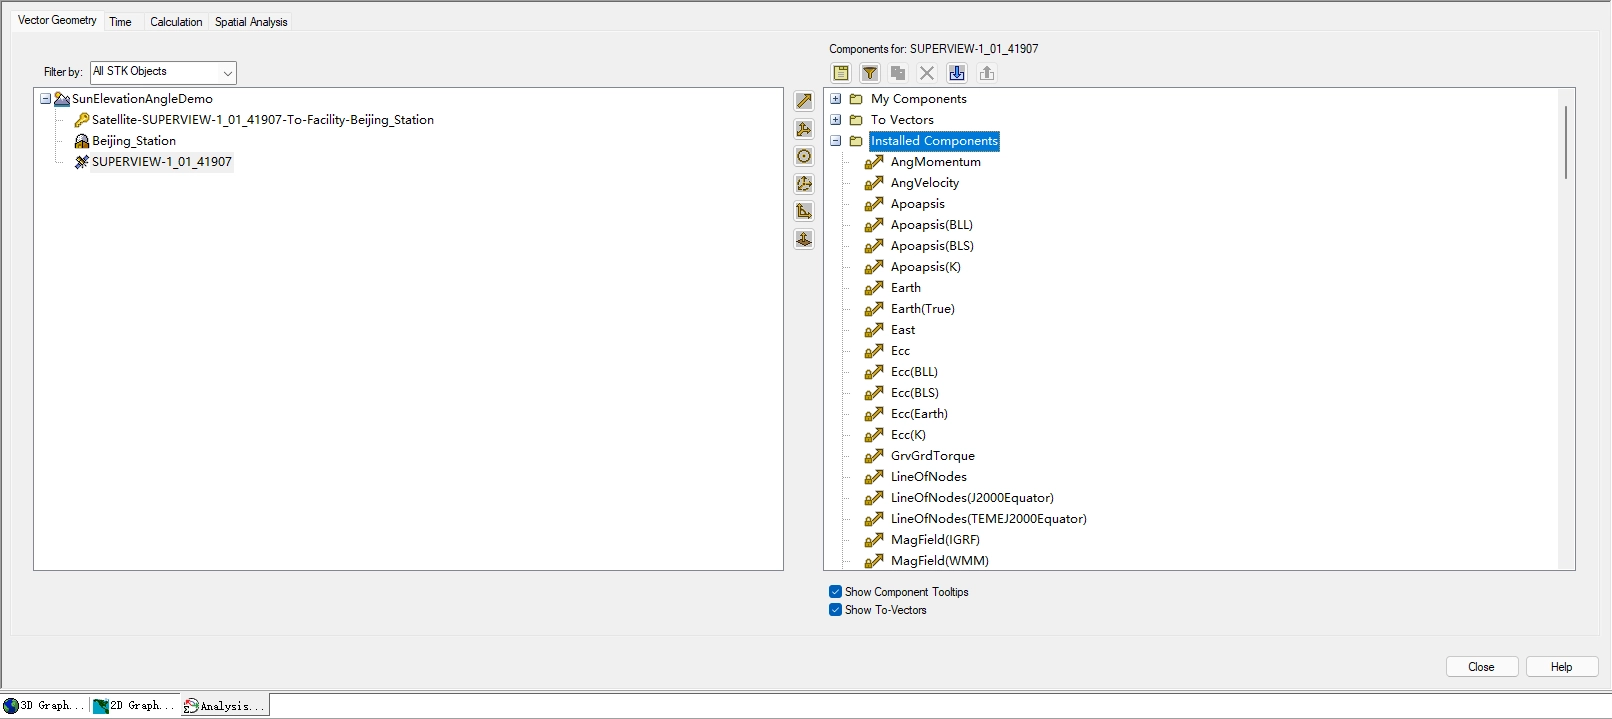 Vector Geometry Time Calculation Spatial Analysis
Components for: SUPERVIEW-1_01_41907
Filter by: All STK Objects
SunElevationAngleDemo
Satellite-SUPERVIEW-1_01_41907-To-Facility-Beijing_Station
Beijing_Station
SUPERVIEW-1_01_41907
My Components
To Vectors
Installed Components
AngMomentum
AngVelocity
Apoapsis
Apoapsis(BLL)
Apoapsis(BLS)
Apoapsis(K)
Earth
Earth(True)
East
Ecc
Ecc(BLL)
Ecc(BLS)
Ecc(Earth)
Ecc(K)
GrvGrdTorque
LineOfNodes
LineOfNodes(J2000Equator)
LineOfNodes(TEMEJ2000Equator)
MagField(IGRF)
MagField(WMM)
Show Component Tooltips
Show To-Vectors
Close Help
3D Graph... 2D Graph... Analysis...